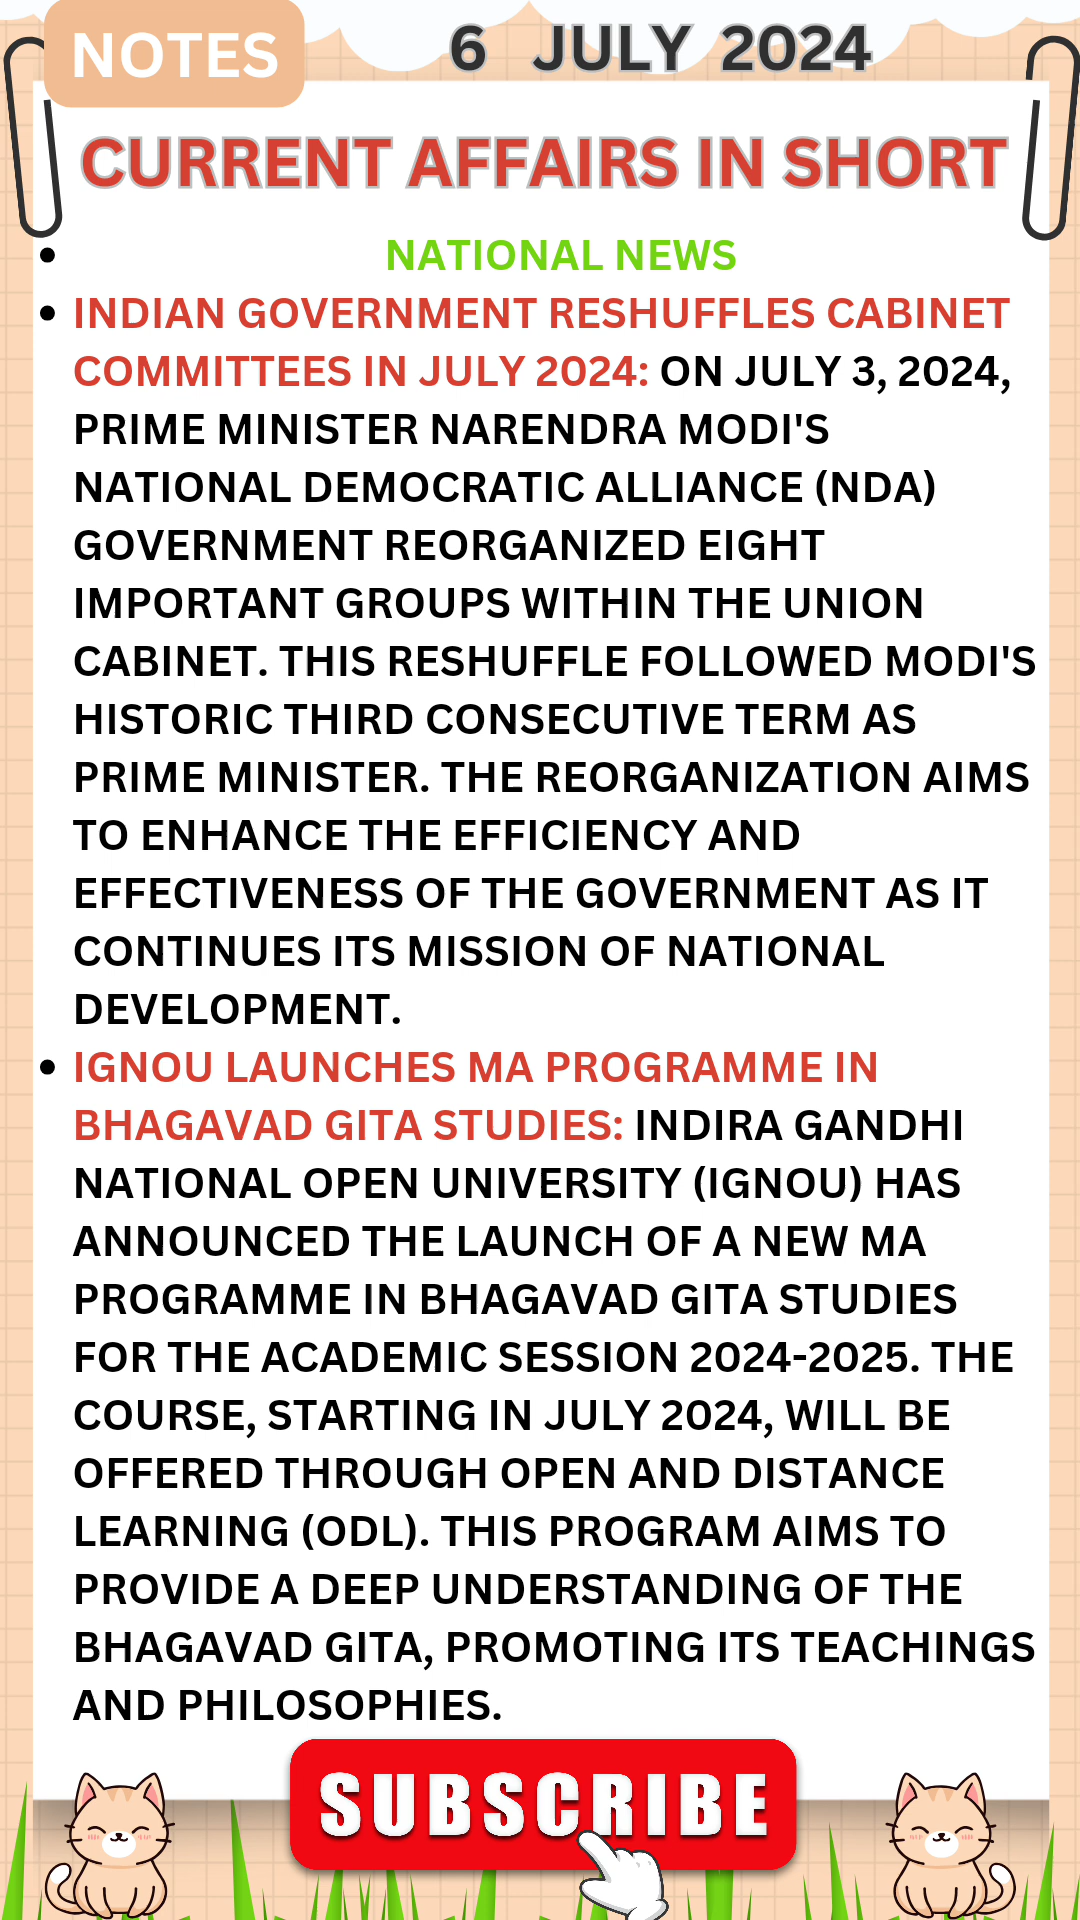 NOTES
6 JULY 2024
CURRENT AFFAIRS IN SHORT
• NATIONAL NEWS
• INDIAN GOVERNMENT RESHUFFLES CABINET
COMMITTEES IN JULY 2024: ON JULY 3, 2024,
PRIME MINISTER NARENDRA MODI'S
NATIONAL DEMOCRATIC ALLIANCE (NDA)
GOVERNMENT REORGANIZED EIGHT
IMPORTANT GROUPS WITHIN THE UNION
CABINET. THIS RESHUFFLE FOLLOWED MODI'S
HISTORIC THIRD CONSECUTIVE TERM AS
PRIME MINISTER. THE REORGANIZATION AIMS
TO ENHANCE THE EFFICIENCY AND
EFFECTIVENESS OF THE GOVERNMENT AS IT
CONTINUES ITS MISSION OF NATIONAL
DEVELOPMENT.
• IGNOU LAUNCHES MA PROGRAMME IN
BHAGAVAD GITA STUDIES: INDIRA GANDHI
NATIONAL OPEN UNIVERSITY (IGNOU) HAS
ANNOUNCED THE LAUNCH OF A NEW MA
PROGRAMME IN BHAGAVAD GITA STUDIES
FOR THE ACADEMIC SESSION 2024-2025. THE
COURSE, STARTING IN JULY 2024, WILL BE
OFFERED THROUGH OPEN AND DISTANCE
LEARNING (ODL). THIS PROGRAM AIMS TO
PROVIDE A DEEP UNDERSTANDING OF THE
BHAGAVAD GITA, PROMOTING ITS TEACHINGS
AND PHILOSOPHIES.
SUBSCRIBE